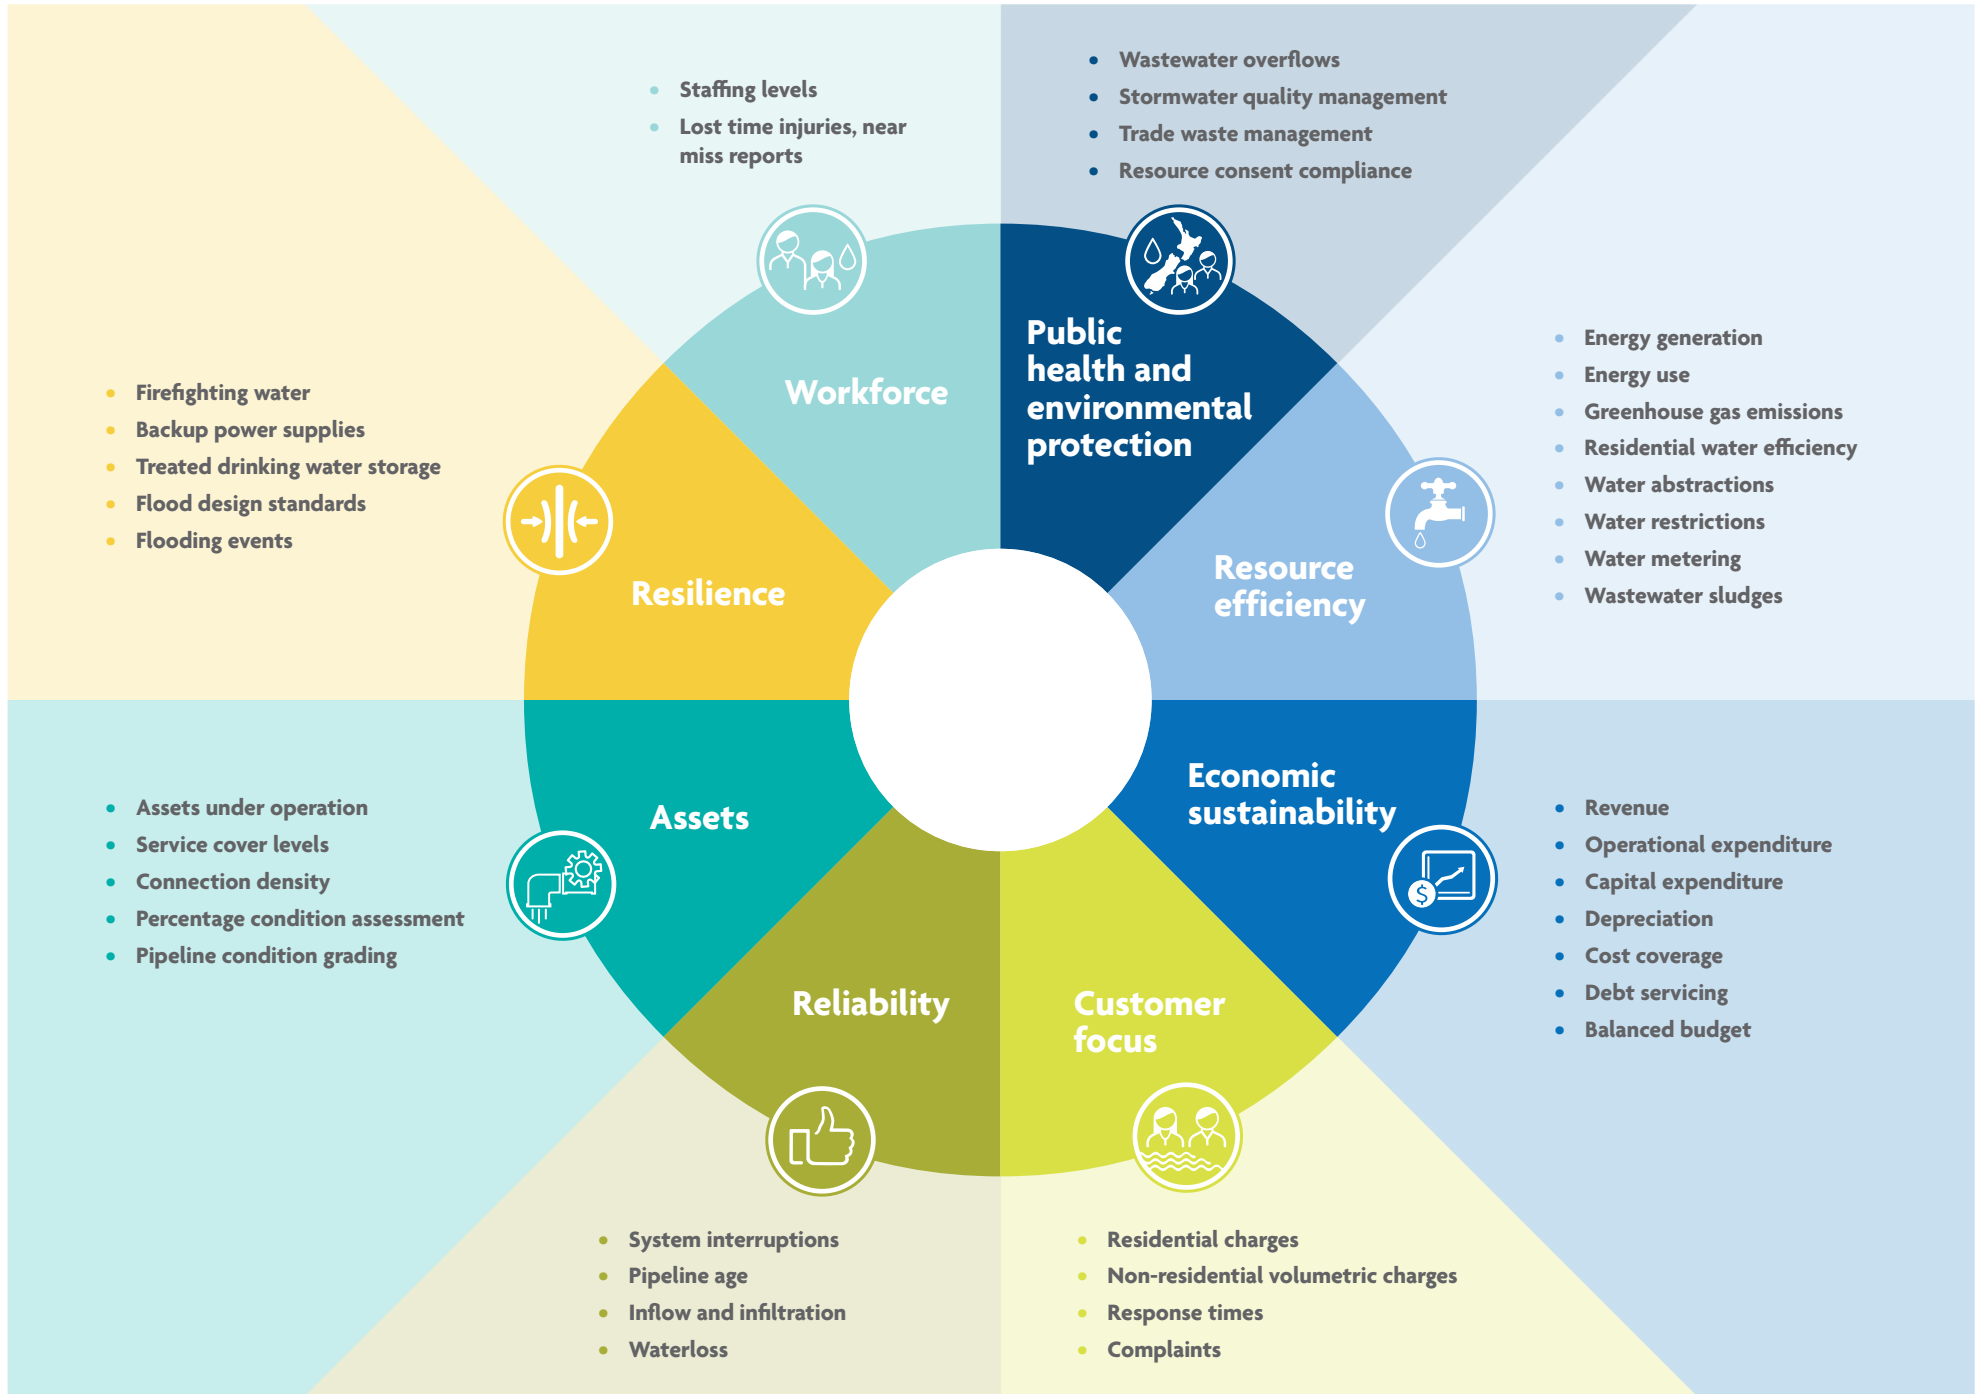 Staffing levels
Lost time injuries, near
miss reports
Workforce
Wastewater overflows
Stormwater quality management
Trade waste management
Resource consent compliance
Public
health and
environmental
protection
Energy generation
Energy use
Greenhouse gas emissions
Residential water efficiency
Water abstractions
Water restrictions
Water metering
Wastewater sludges
Resource
efficiency
Revenue
Operational expenditure
Capital expenditure
Depreciation
Cost coverage
Debt servicing
Balanced budget
Economic
sustainability
$
Customer
focus
Residential charges
Non-residential volumetric charges
Response times
Complaints
Reliability
System interruptions
Pipeline age
Inflow and infiltration
Waterloss
Assets
Assets under operation
Service cover levels
Connection density
Percentage condition assessment
Pipeline condition grading
Resilience
Firefighting water
Backup power supplies
Treated drinking water storage
Flood design standards
Flooding events